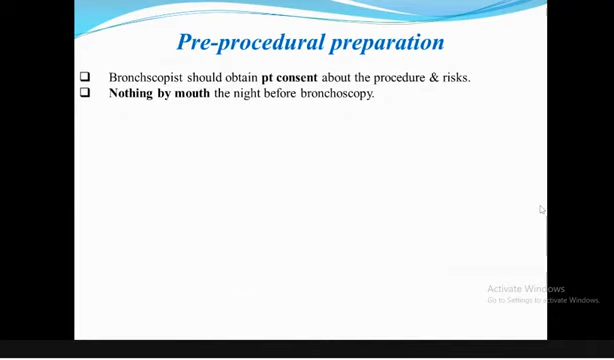 Pre-procedural preparation
❑ Bronchscopist should obtain pt consent about the procedure & risks.
❑ Nothing by mouth the night before bronchoscopy.
Activate Windows
Go to Settings to activate Windows.